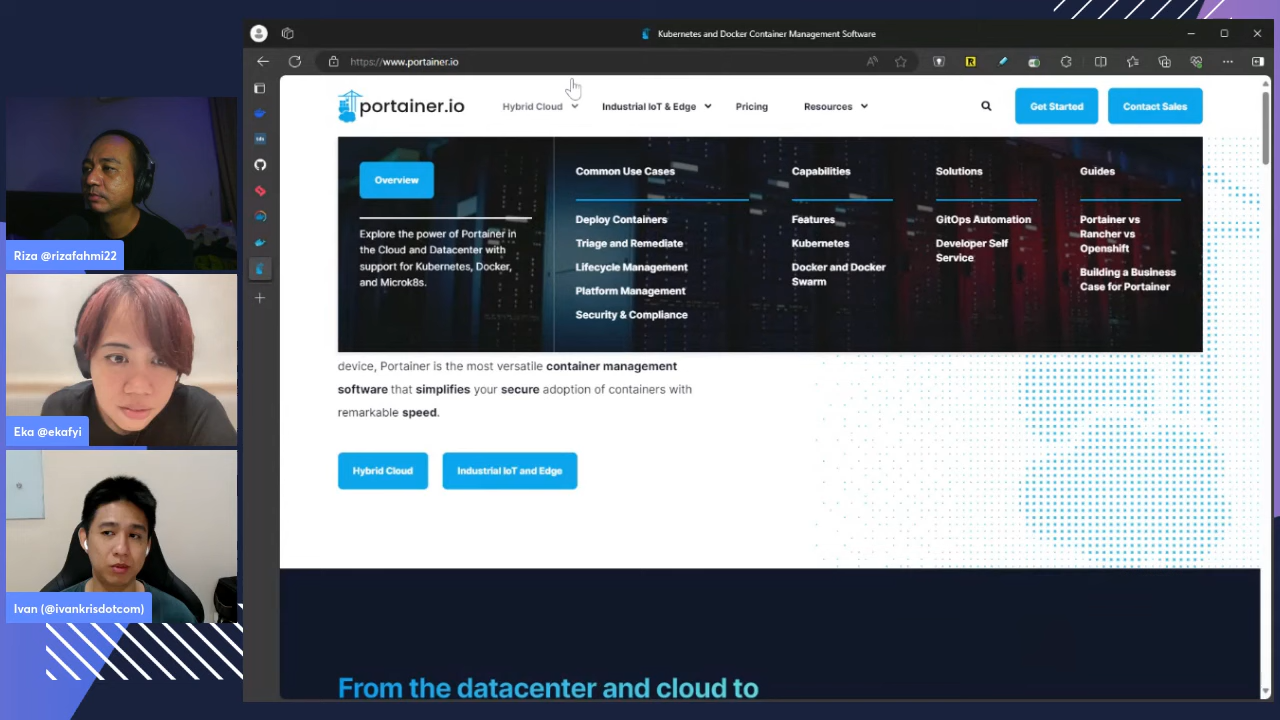 Kubernetes and Docker Container Management Software
https://www.portainer.io
portainer.io
Hybrid Cloud
Industrial IoT & Edge
Pricing
Resources
Get Started
Contact Sales
Overview
Explore the power of Portainer in
the Cloud and Datacenter with
support for Kubernetes, Docker,
and Microk8s.
Common Use Cases
Deploy Containers
Triage and Remediate
Lifecycle Management
Platform Management
Security & Compliance
Capabilities
Features
Kubernetes
Docker and Docker
Swarm
Solutions
GitOps Automation
Developer Self
Service
Guides
Portainer vs
Rancher vs
Openshift
Building a Business
Case for Portainer
device, Portainer is the most versatile container management
software that simplifies your secure adoption of containers with
remarkable speed.
Hybrid Cloud
Industrial IoT and Edge
From the datacenter and cloud to
Riza @rizafahmi22
Eka @ekafyi
Ivan (@ivankrisdotcom)